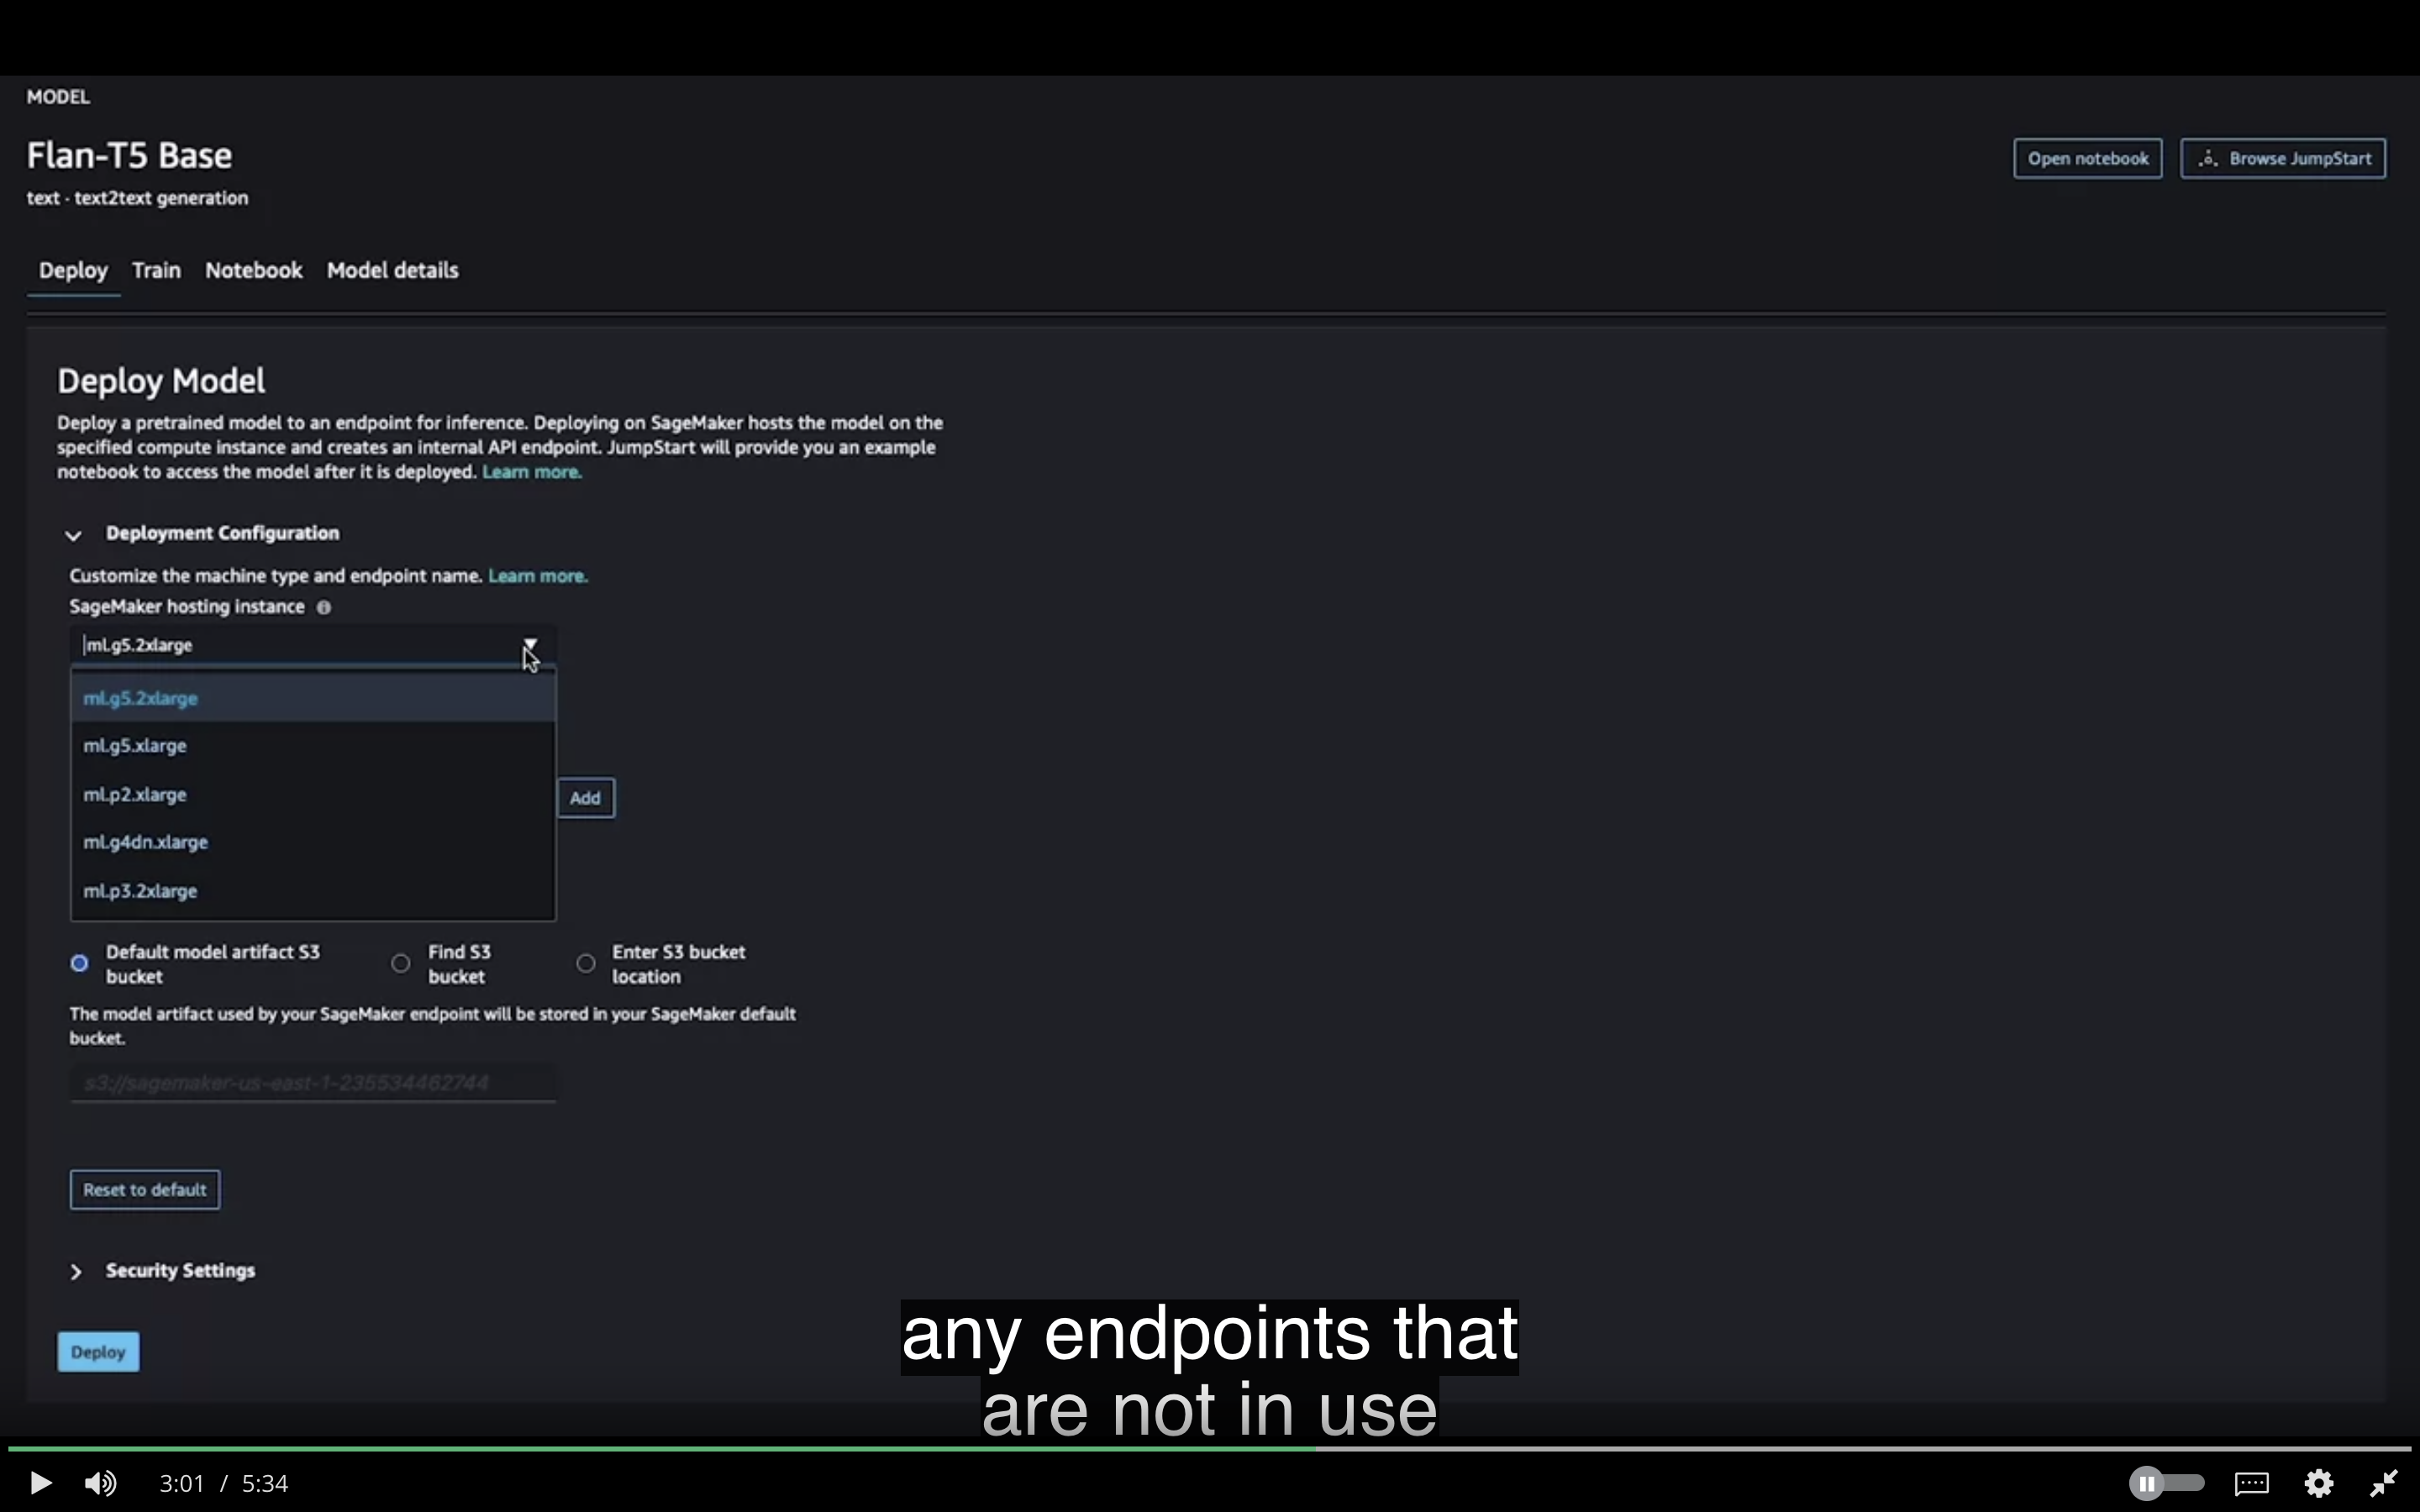 MODEL
Flan-T5 Base
Open notebook
Browse JumpStart
text · text2text generation
Deploy
Train
Notebook
Model details
Deploy Model
Deploy a pretrained model to an endpoint for inference. Deploying on SageMaker hosts the model on the
specified compute instance and creates an internal API endpoint. JumpStart will provide you an example
notebook to access the model after it is deployed. Learn more.
Deployment Configuration
Customize the machine type and endpoint name. Learn more.
SageMaker hosting instance
ml.g5.2xlarge
ml.g5.2xlarge
ml.g5.xlarge
ml.p2.xlarge
Add
ml.g4dn.xlarge
ml.p3.2xlarge
Default model artifact S3
bucket
Find S3
bucket
Enter S3 bucket
location
The model artifact used by your SageMaker endpoint will be stored in your SageMaker default
bucket.
s3://sagemaker-us-east-1-235534462744
Reset to default
Security Settings
Deploy
any endpoints that
are not in use
3:01 / 5:34